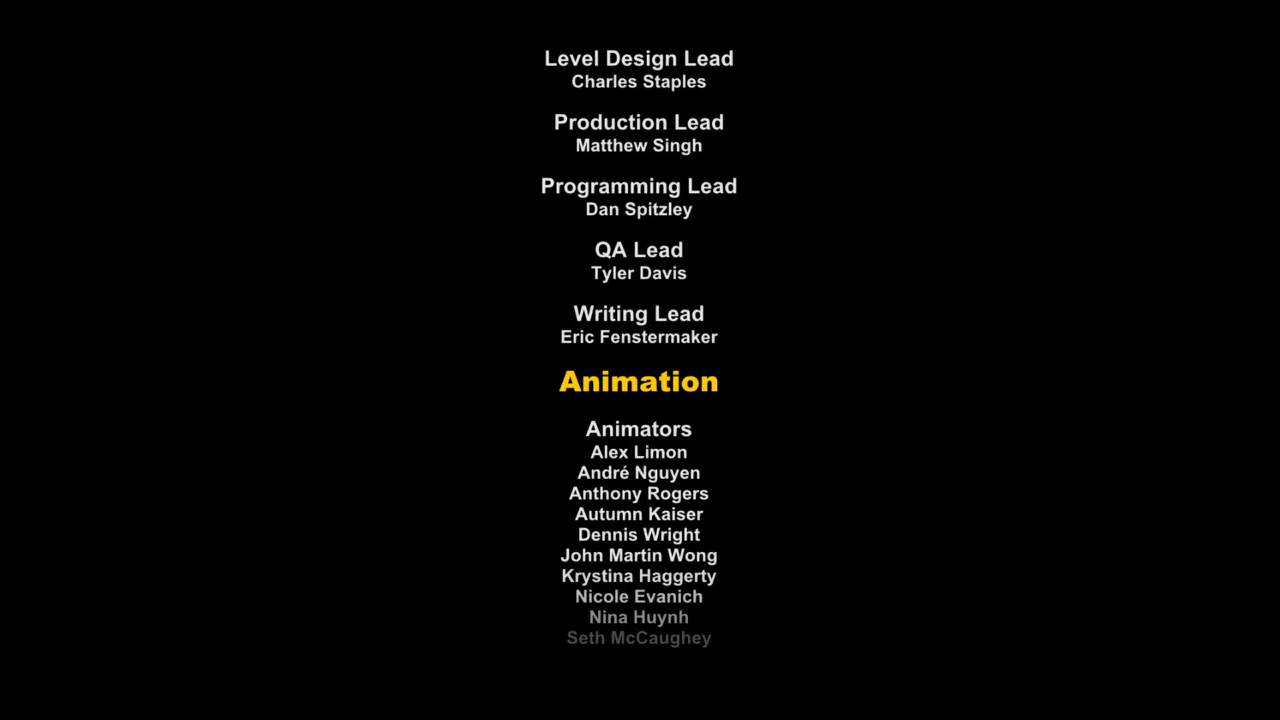 Level Design Lead
Charles Staples
Production Lead
Matthew Singh
Programming Lead
Dan Spitzley
QA Lead
Tyler Davis
Writing Lead
Eric Fenstermaker
Animation
Animators
Alex Limon
André Nguyen
Anthony Rogers
Autumn Kaiser
Dennis Wright
John Martin Wong
Krystina Haggerty
Nicole Evanich
Nina Huynh
Seth McCaughey